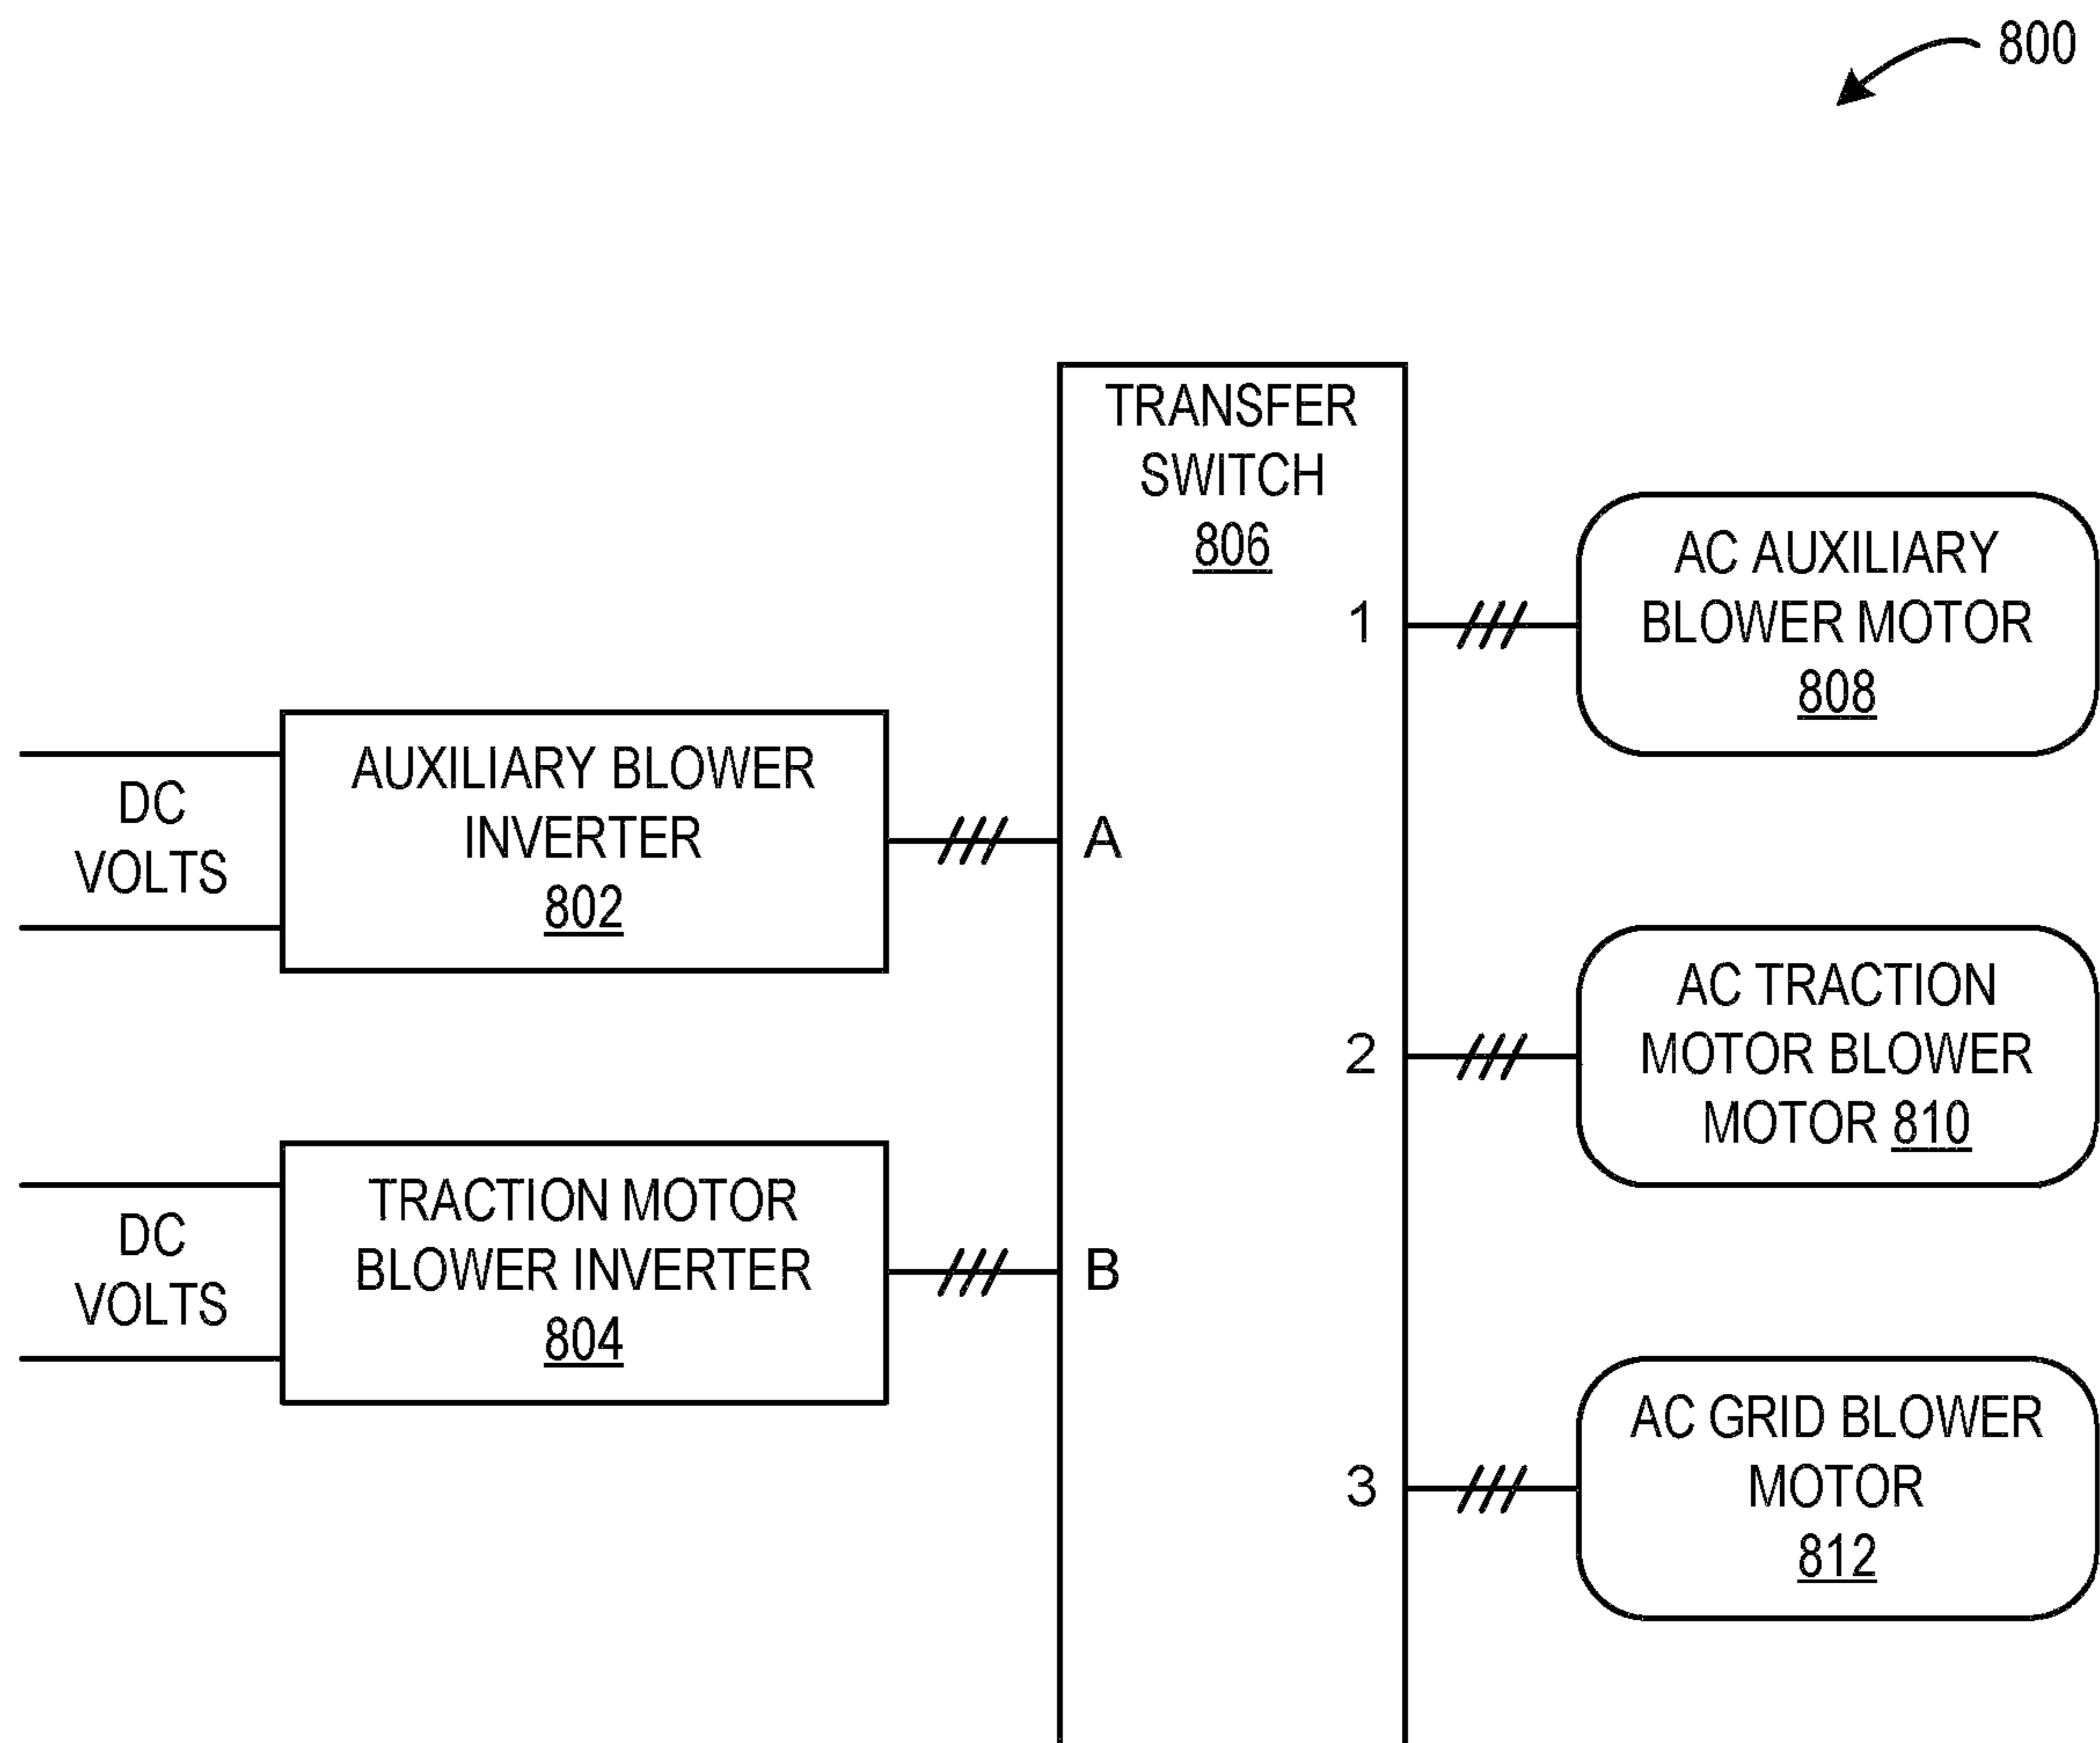 800
TRANSFER
SWITCH
806
1
AC AUXILIARY
BLOWER MOTOR
808
DC
VOLTS
AUXILIARY BLOWER
INVERTER
802
A
2
AC TRACTION
MOTOR BLOWER
MOTOR 810
DC
VOLTS
TRACTION MOTOR
BLOWER INVERTER
804
B
3
AC GRID BLOWER
MOTOR
812